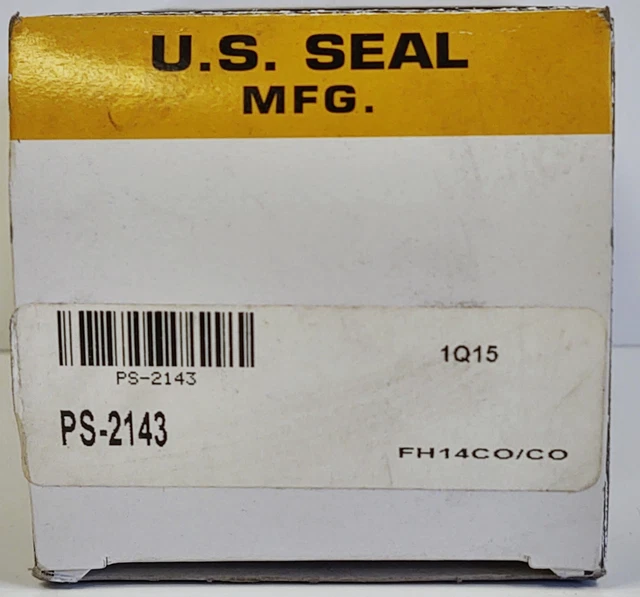 U.S. SEAL
MFG.
PS-2143
1Q15
PS-2143
FH14CO/CO